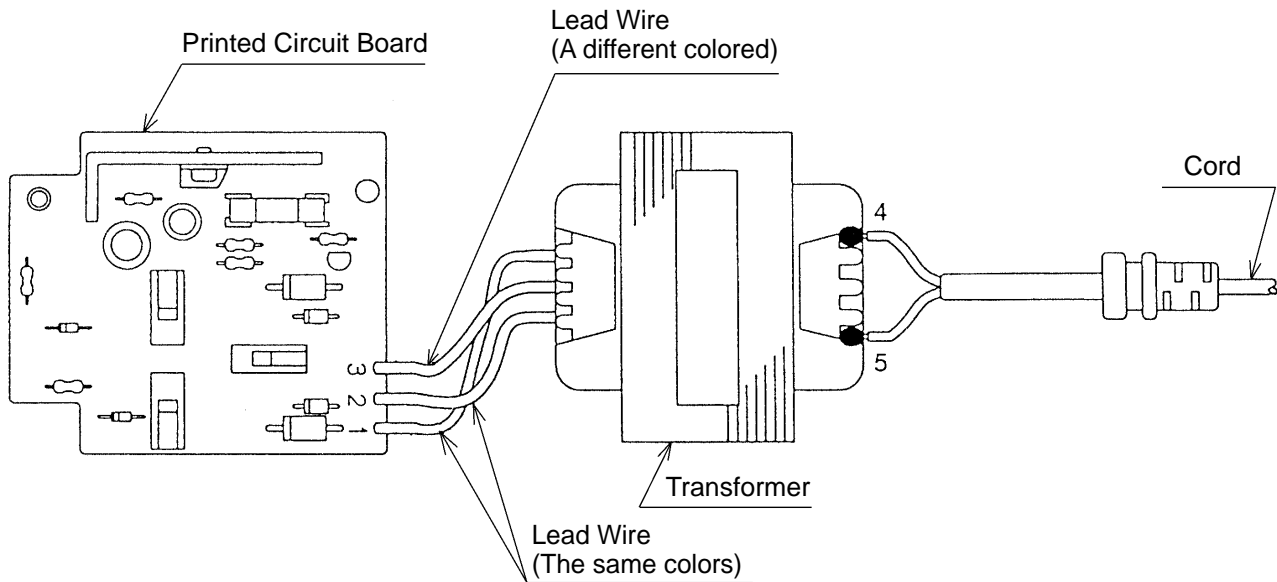 Lead Wire
(A different colored)
Printed Circuit Board
Cord
4
5
3
2
1
Transformer
Lead Wire
(The same colors)